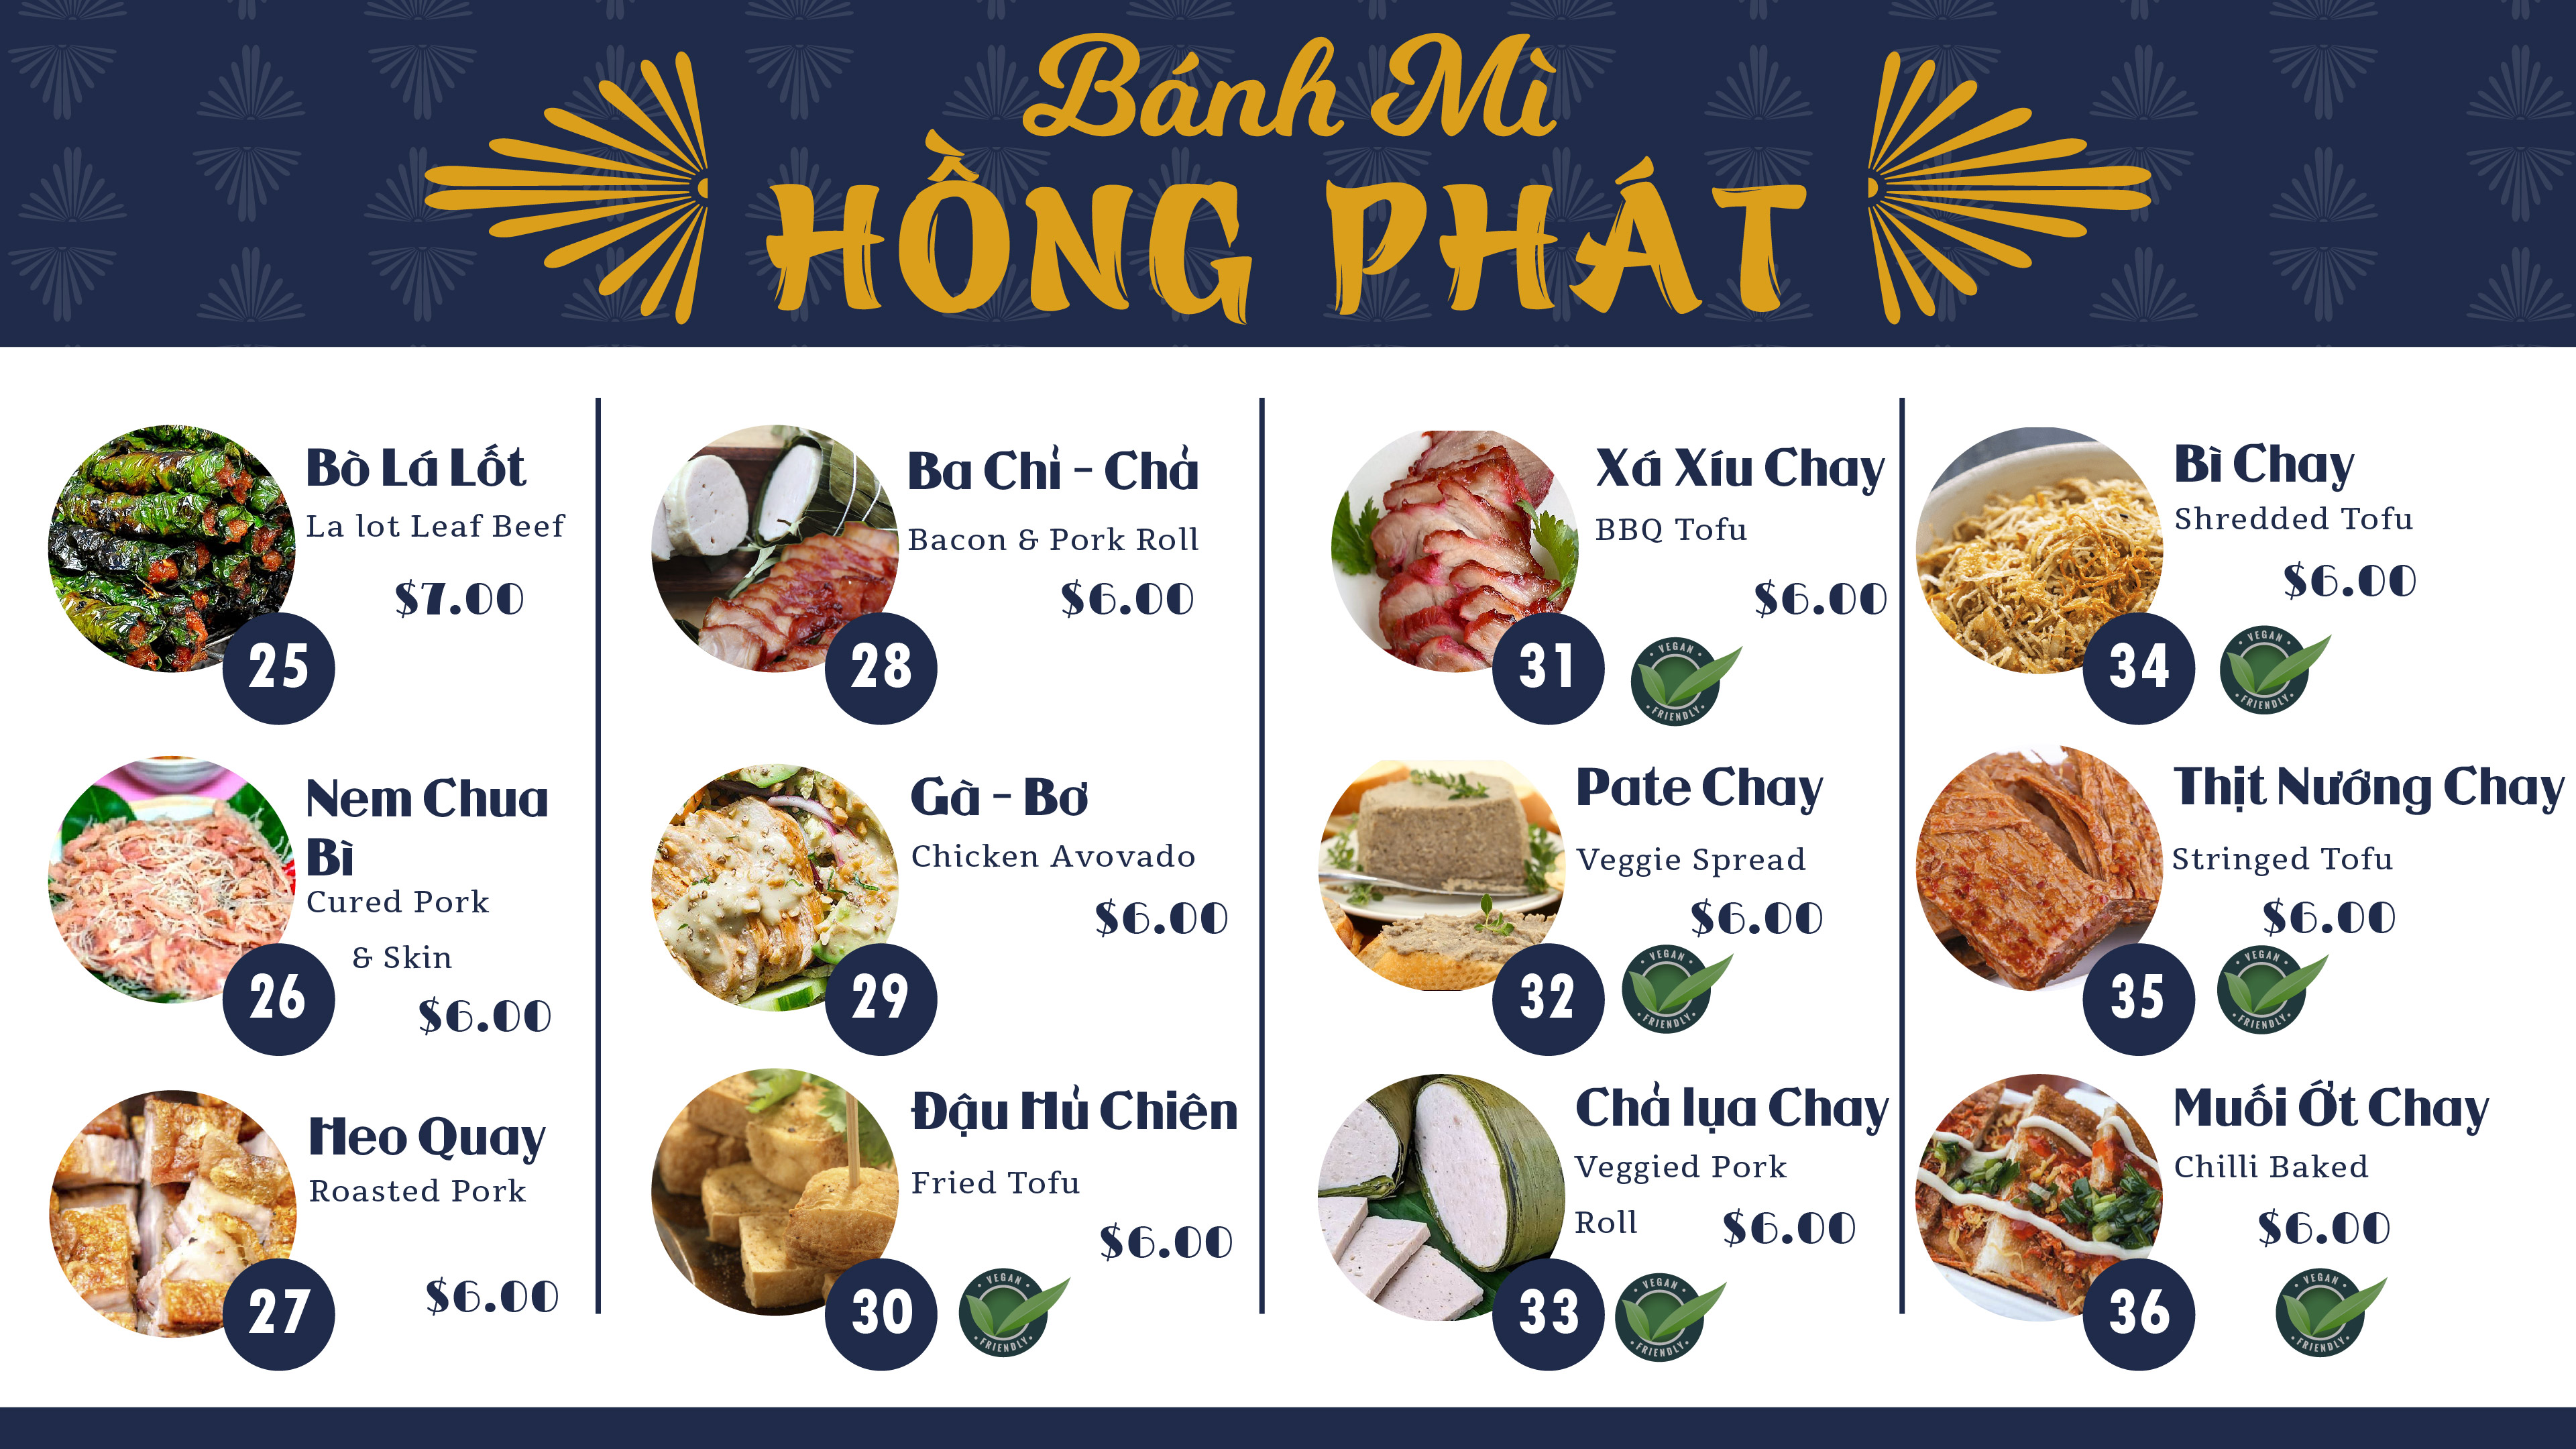 Bánh Mì
HỒNG PHÁT
Bò Lá Lốt
La lot Leaf Beef
$7.00
25
Nem Chua
Bì
Cured Pork
& Skin
$6.00
26
Heo Quay
Roasted Pork
$6.00
27
Ba Chỉ - Chả
Bacon & Pork Roll
$6.00
28
Gà - Bơ
Chicken Avovado
$6.00
29
Đậu Hủ Chiên
Fried Tofu
$6.00
30
VEGAN
FRIENDLY
Xá Xíu Chay
BBQ Tofu
$6.00
31
VEGAN
FRIENDLY
Pate Chay
Veggie Spread
$6.00
32
VEGAN
FRIENDLY
Chả lụa Chay
Veggied Pork
Roll $6.00
33
VEGAN
FRIENDLY
Bì Chay
Shredded Tofu
$6.00
34
VEGAN
FRIENDLY
Thịt Nướng Chay
Stringed Tofu
$6.00
35
VEGAN
FRIENDLY
Muối Ớt Chay
Chilli Baked
$6.00
36
VEGAN
FRIENDLY